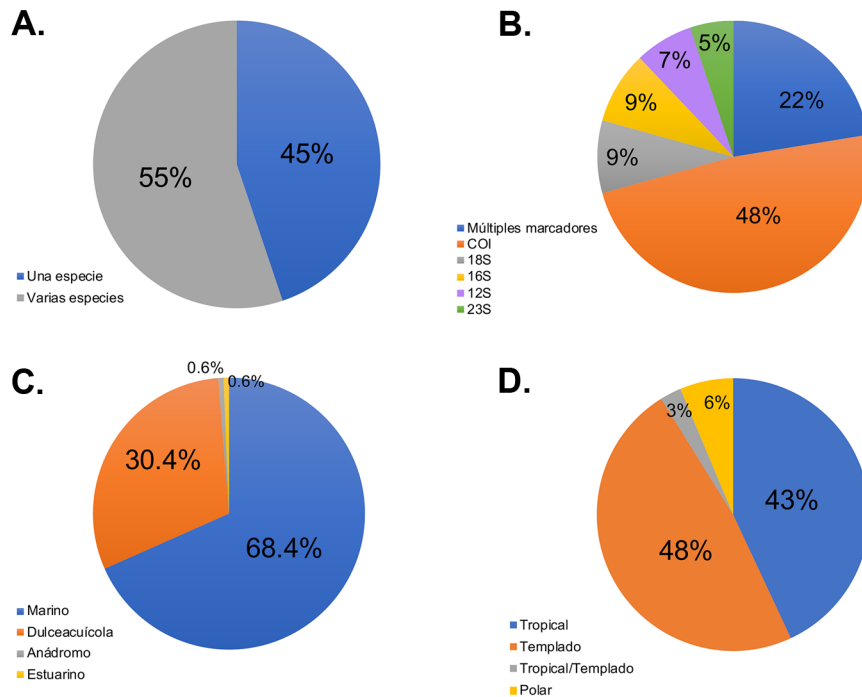 A.
55%
45%
Una especie
Varias especies
B.
5%
7%
9%
9%
22%
48%
Múltiples marcadores
COI
18S
16S
12S
23S
C.
0.6%
0.6%
30.4%
68.4%
Marino
Dulceacuícola
Anádromo
Estuarino
D.
3%
6%
43%
48%
Tropical
Templado
Tropical/Templado
Polar